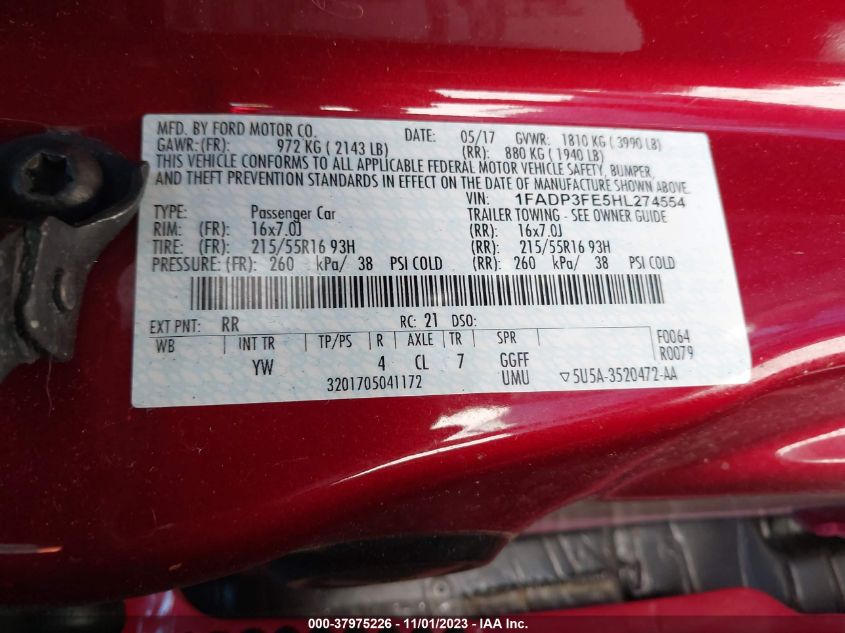 MFD. BY FORD MOTOR CO. DATE: 05/17 GVWR: 1810 KG ( 3990 LB)
GAWR:(FR): 972 KG ( 2143 LB) (RR): 880 KG ( 1940 LB)
THIS VEHICLE CONFORMS TO ALL APPLICABLE FEDERAL MOTOR VEHICLE SAFETY, BUMPER,
AND THEFT PREVENTION STANDARDS IN EFFECT ON THE DATE OF MANUFACTURE SHOWN ABOVE.
VIN: 1FADP3FE5HL274554
TYPE: Passenger Car TRAILER TOWING - SEE OWNER GUIDE
RIM: (FR): 16x7.0J (RR): 16x7.0J
TIRE: (FR): 215/55R16 93H (RR): 215/55R16 93H
PRESSURE:(FR): 260 kPa/ 38 PSI COLD (RR): 260 kPa/ 38 PSI COLD
EXT PNT: RR RC: 21 DSO:
WB INT TR TP/PS R AXLE TR SPR F0064
YW 4 CL 7 GGFF R0079
3201705041172 UMU ▽5U5A-3520472-AA
000-37975226 - 11/01/2023 - IAA Inc.